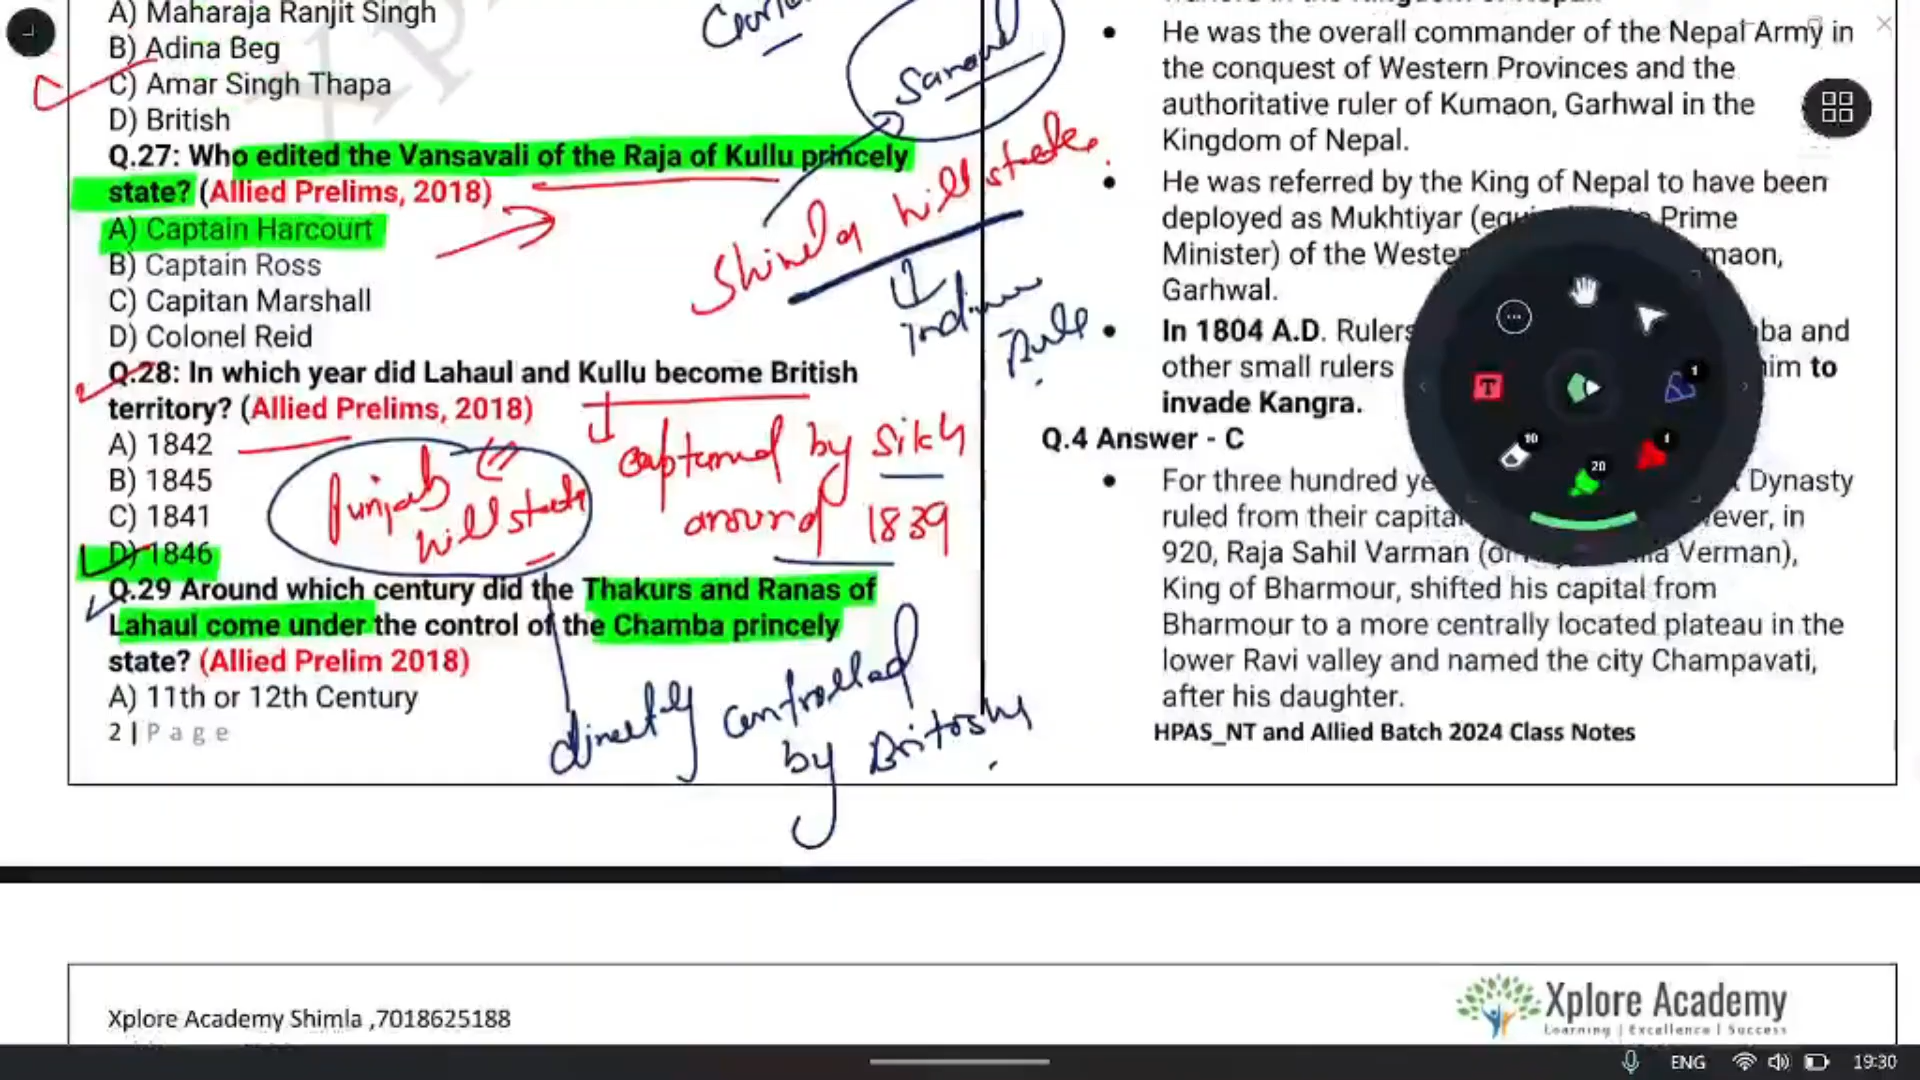 A) Maharaja Ranjit Singh
B) Adina Beg
C) Amar Singh Thapa
D) British
Q.27: Who edited the Vansavali of the Raja of Kullu princely
state? (Allied Prelims, 2018)
A) Captain Harcourt
B) Captain Ross
C) Capitan Marshall
D) Colonel Reid
Q.28: In which year did Lahaul and Kullu become British
territory? (Allied Prelims, 2018)
A) 1842
B) 1845
C) 1841
D) 1846
Q.29 Around which century did the Thakurs and Ranas of
Lahaul come under the control of the Chamba princely
state? (Allied Prelim 2018)
A) 11th or 12th Century
2 | Page
Shimla hill state
Rule
captured by Sikh
around 1839
Punjab
hill state
directly controlled
by
He was the overall commander of the Nepal Army in
the conquest of Western Provinces and the
authoritative ruler of Kumaon, Garhwal in the
Kingdom of Nepal.
He was referred by the King of Nepal to have been
deployed as Mukhtiyar Prime
Minister) of the
Garhwal.
In 1804 A.D. Rulers and
other small rulers to
invade Kangra.
Q.4 Answer - C
For three hundred Dynasty
ruled from their in
920, Raja Sahil Varman Verman),
King of Bharmour, shifted his capital from
Bharmour to a more centrally located plateau in the
lower Ravi valley and named the city Champavati,
after his daughter.
HPAS_NT and Allied Batch 2024 Class Notes
T
1
10
20
1
Xplore Academy Shimla ,7018625188
Xplore Academy
Learning | Excellence | Success
ENG
19:30